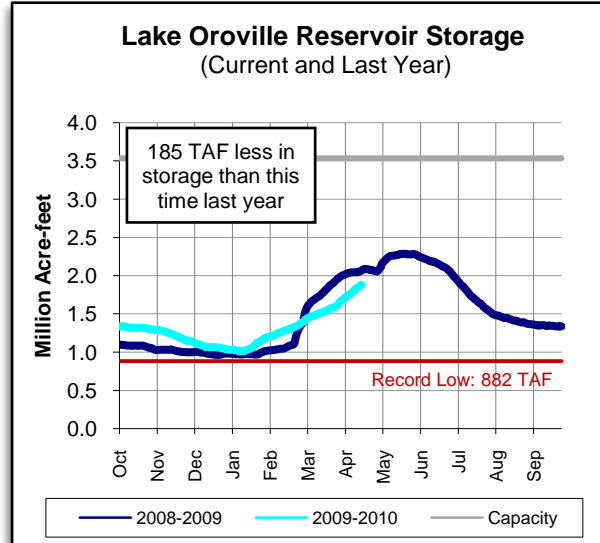 Lake Oroville Reservoir Storage
(Current and Last Year)
Million Acre-feet
4.0
3.5
3.0
2.5
2.0
1.5
1.0
0.5
0.0
185 TAF less in
storage than this
time last year
Record Low: 882 TAF
Oct
Nov
Dec
Jan
Feb
Mar
Apr
May
Jun
Jul
Aug
Sep
2008-2009
2009-2010
Capacity